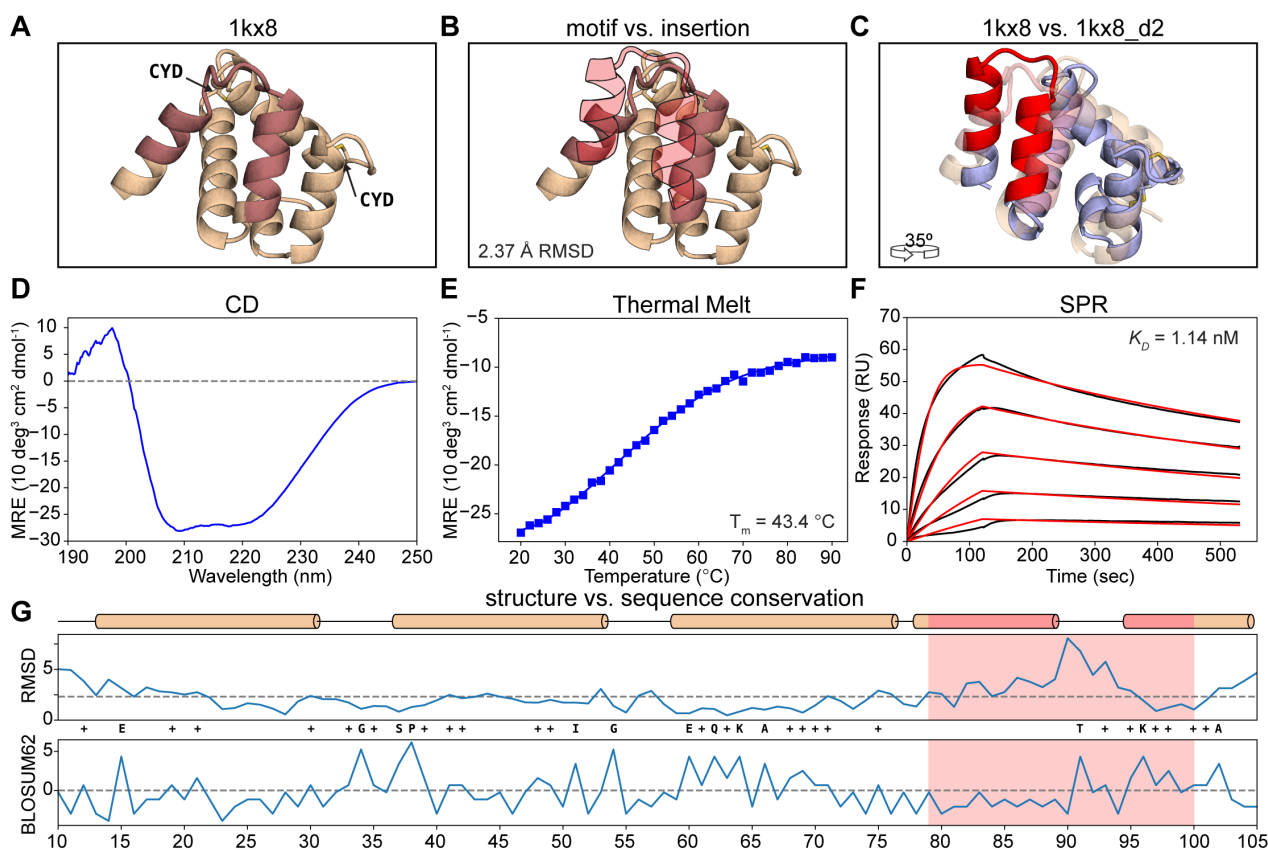 A
1kx8
CYD
CYD
B
motif vs. insertion
2.37 Å RMSD
C
1kx8 vs. 1kx8_d2
35º
D
CD
MRE (10 deg³ cm² dmol⁻¹)
10
5
0
−5
−10
−15
−20
−25
−30
190
200
210
220
230
240
250
Wavelength (nm)
E
Thermal Melt
MRE (10 deg³ cm² dmol⁻¹)
−5
−10
−15
−20
−25
Tm = 43.4 °C
20
30
40
50
60
70
80
90
Temperature (°C)
F
SPR
Response (RU)
70
60
50
40
30
20
10
0
KD = 1.14 nM
0
100
200
300
400
500
Time (sec)
G
structure vs. sequence conservation
RMSD
5
0
+ E + + + + G + S P + + + + + I G E + Q + K A + + + + + T + + K + + + + A
BLOSUM62
5
0
10 15 20 25 30 35 40 45 50 55 60 65 70 75 80 85 90 95 100 105